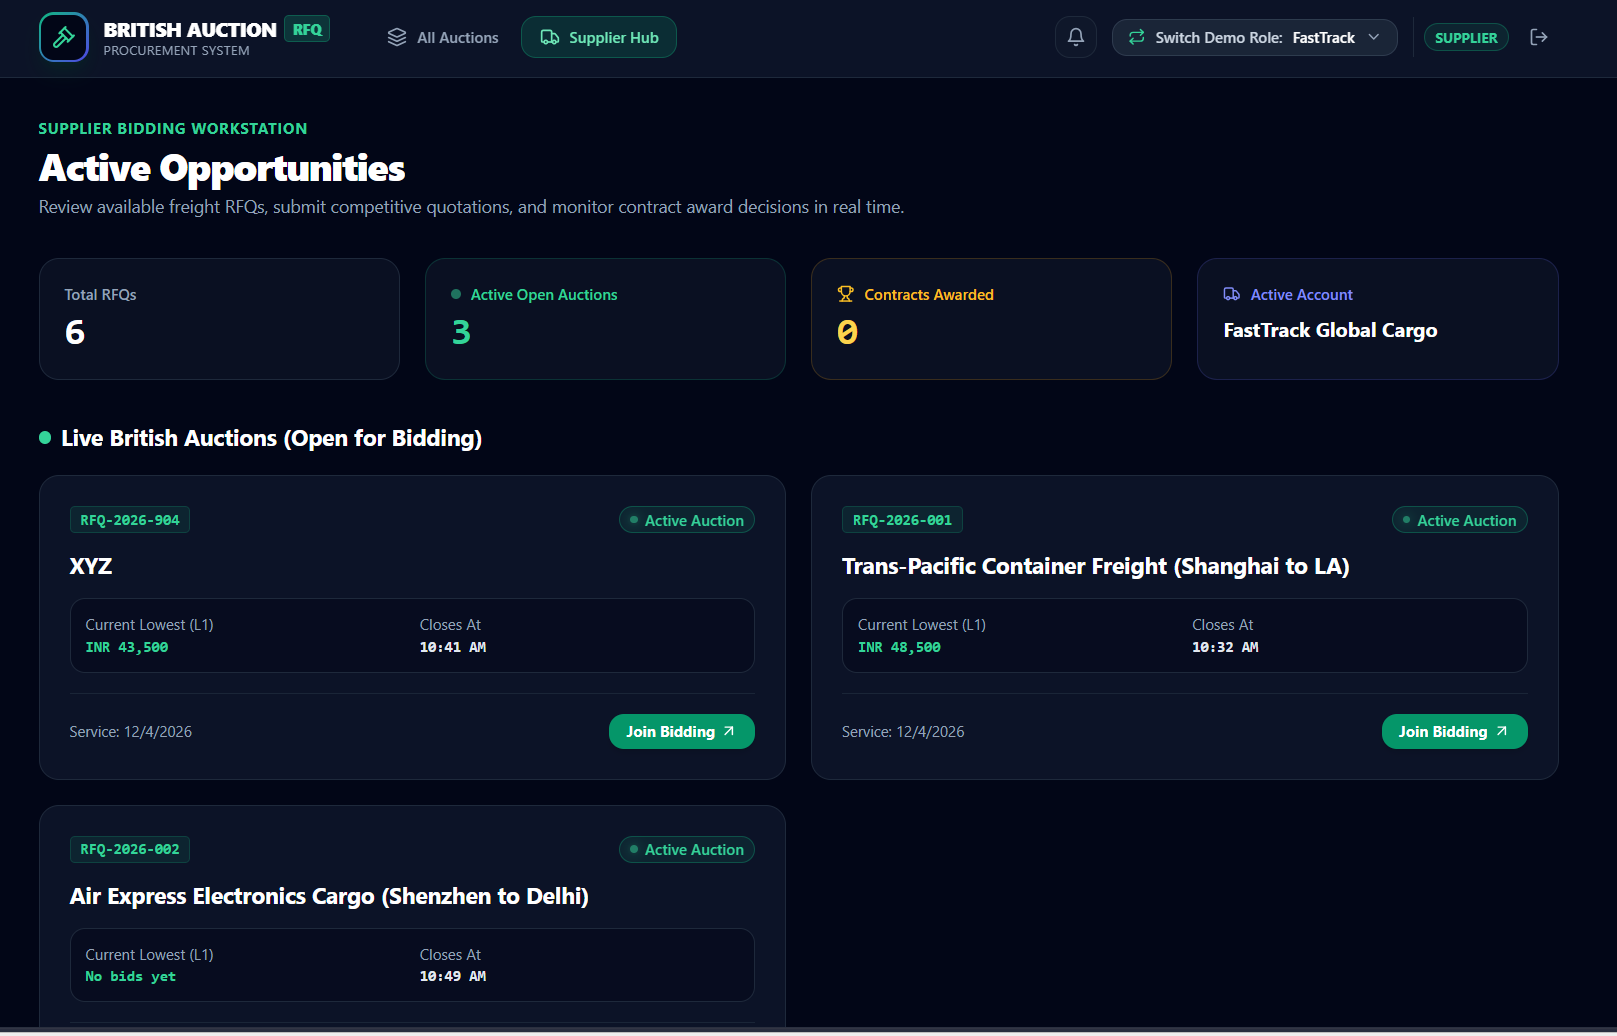 BRITISH AUCTION RFQ
PROCUREMENT SYSTEM
All Auctions
Supplier Hub
Switch Demo Role: FastTrack
SUPPLIER
SUPPLIER BIDDING WORKSTATION
Active Opportunities
Review available freight RFQs, submit competitive quotations, and monitor contract award decisions in real time.
Total RFQs
6
Active Open Auctions
3
Contracts Awarded
0
Active Account
FastTrack Global Cargo
Live British Auctions (Open for Bidding)
RFQ-2026-904
Active Auction
XYZ
Current Lowest (L1)
INR 43,500
Closes At
10:41 AM
Service: 12/4/2026
Join Bidding
RFQ-2026-001
Active Auction
Trans-Pacific Container Freight (Shanghai to LA)
Current Lowest (L1)
INR 48,500
Closes At
10:32 AM
Service: 12/4/2026
Join Bidding
RFQ-2026-002
Active Auction
Air Express Electronics Cargo (Shenzhen to Delhi)
Current Lowest (L1)
No bids yet
Closes At
10:49 AM